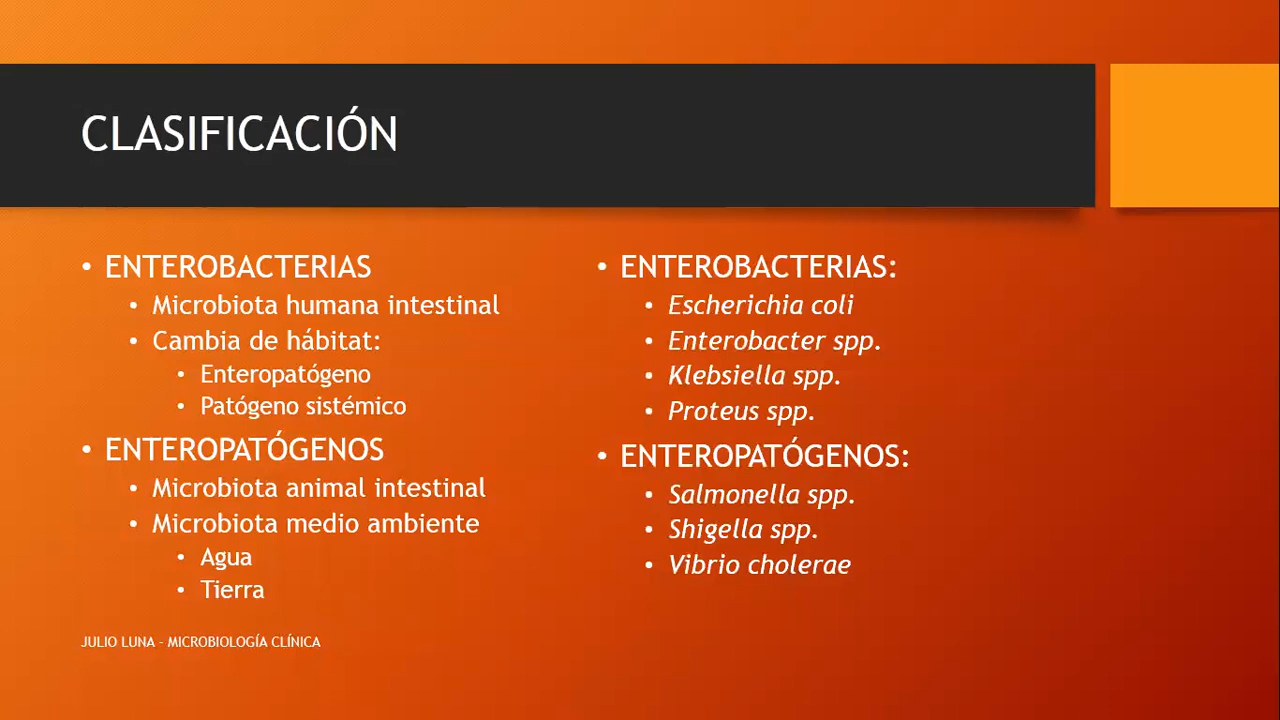 CLASIFICACIÓN
• ENTEROBACTERIAS
• Microbiota humana intestinal
• Cambia de hábitat:
• Enteropatógeno
• Patógeno sistémico
• ENTEROPATÓGENOS
• Microbiota animal intestinal
• Microbiota medio ambiente
• Agua
• Tierra
• ENTEROBACTERIAS:
• Escherichia coli
• Enterobacter spp.
• Klebsiella spp.
• Proteus spp.
• ENTEROPATÓGENOS:
• Salmonella spp.
• Shigella spp.
• Vibrio cholerae
JULIO LUNA - MICROBIOLOGÍA CLÍNICA